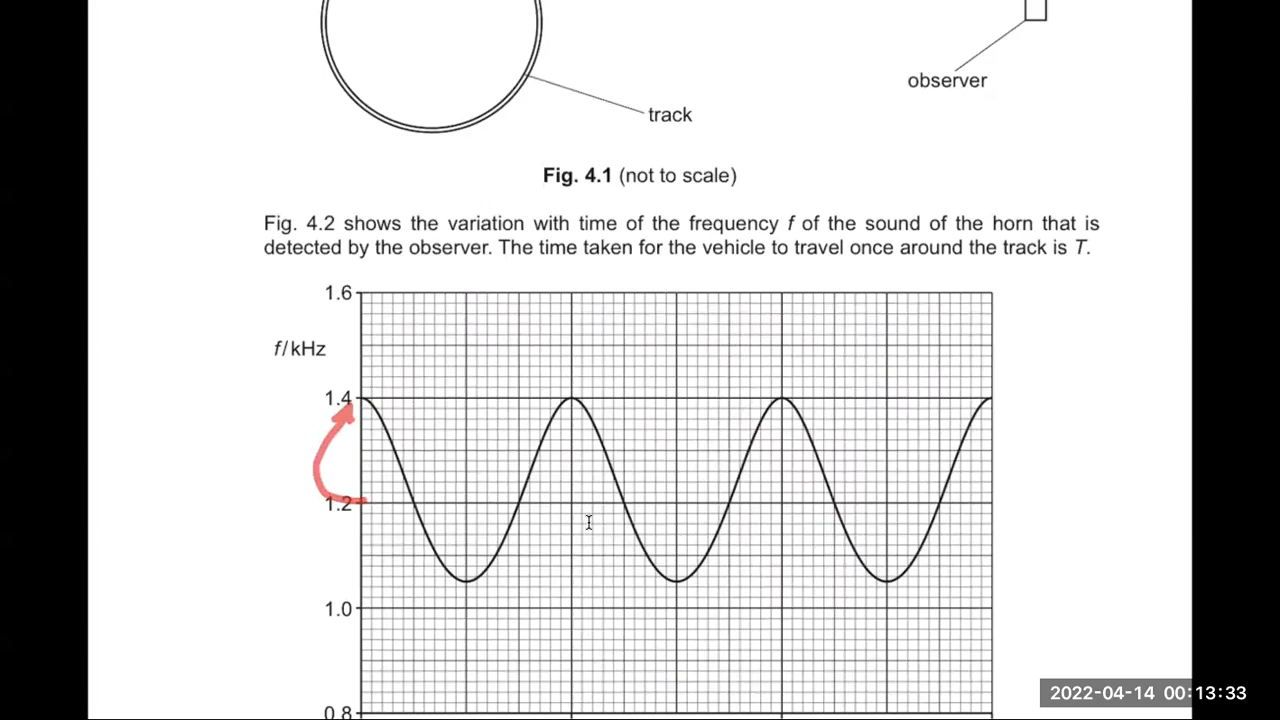 observer
track
Fig. 4.1 (not to scale)
Fig. 4.2 shows the variation with time of the frequency f of the sound of the horn that is
detected by the observer. The time taken for the vehicle to travel once around the track is T.
1.6
f/kHz
1.4
1.2
1.0
0.8
2022-04-14 00:13:33